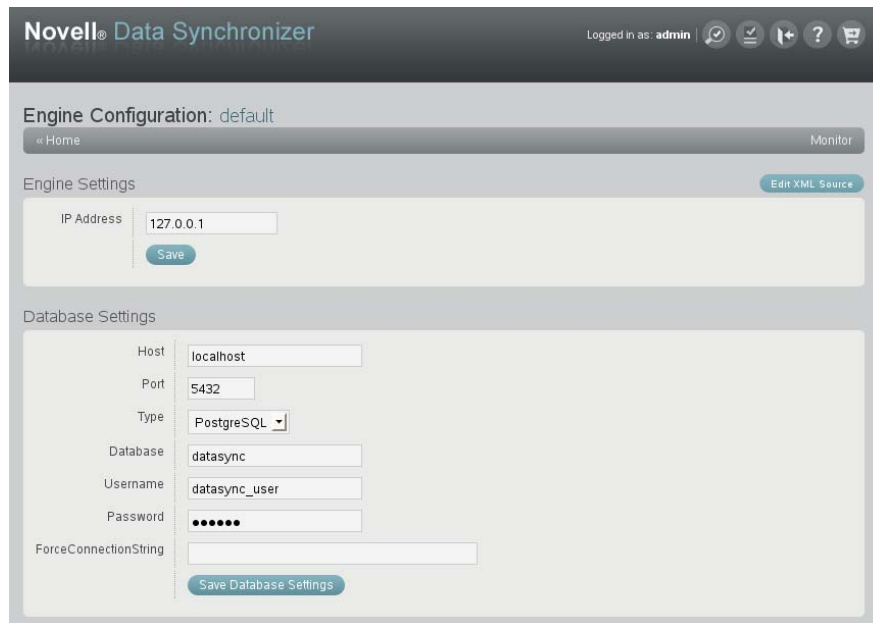 Novell® Data Synchronizer
Logged in as: admin | ?
Engine Configuration: default
« Home Monitor
Engine Settings Edit XML Source
IP Address 127.0.0.1
Save
Database Settings
Host localhost
Port 5432
Type PostgreSQL
Database datasync
Username datasync_user
Password ●●●●●●
ForceConnectionString
Save Database Settings